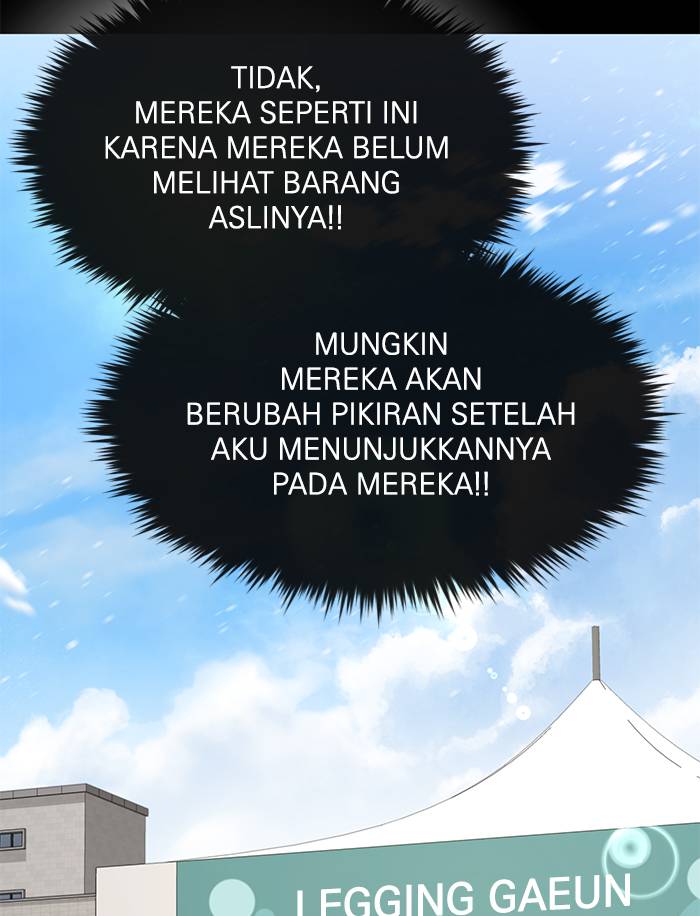 TIDAK,
MEREKA SEPERTI INI
KARENA MEREKA BELUM
MELIHAT BARANG
ASLINYA!!
MUNGKIN
MEREKA AKAN
BERUBAH PIKIRAN SETELAH
AKU MENUNJUKKANNYA
PADA MEREKA!!
LEGGING GAEUN